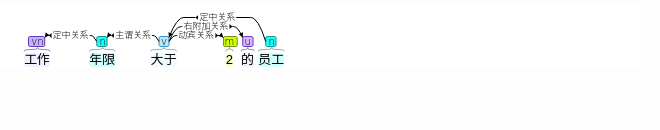 定中关系
右附加关系
定中关系 主谓关系 动宾关系
vn n v m u n
工作 年限 大于 2 的 员工